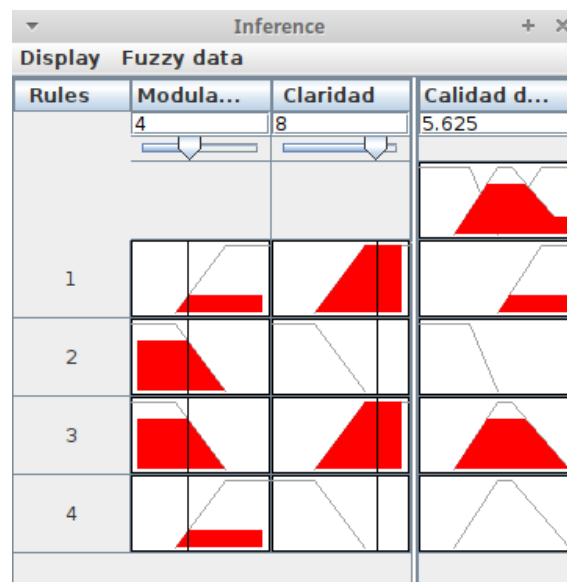 Inference
Display Fuzzy data
Rules Modula... Claridad Calidad d...
4 8 5.625
1
2
3
4